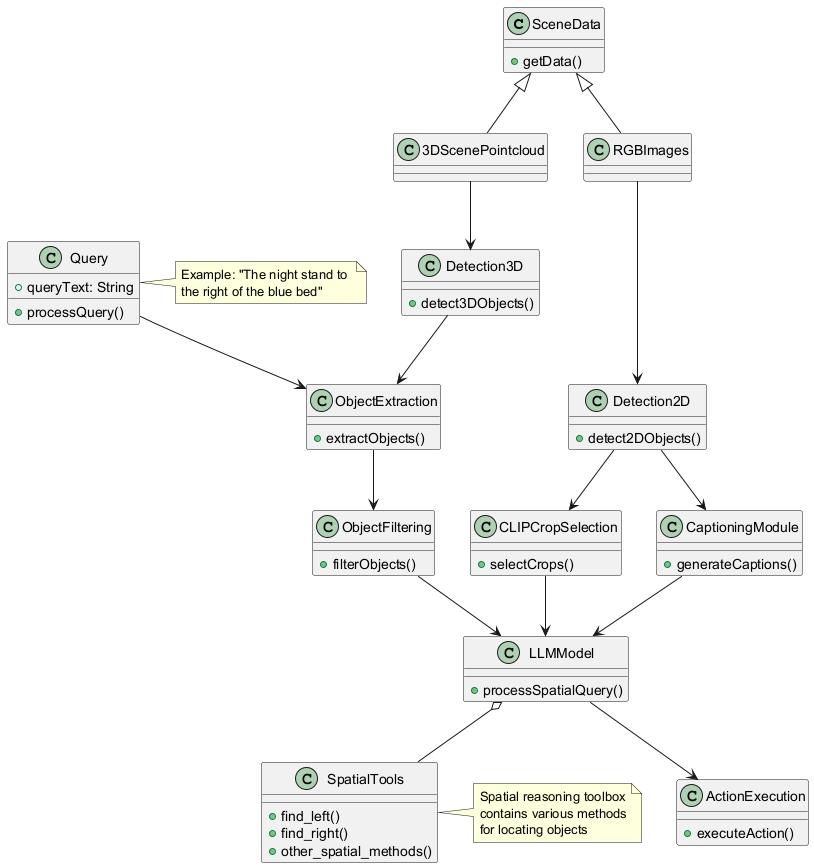 C SceneData
getData()
C 3DScenePointcloud
C RGBImages
C Query
queryText: String
processQuery()
Example: "The night stand to
the right of the blue bed"
C Detection3D
detect3DObjects()
C ObjectExtraction
extractObjects()
C Detection2D
detect2DObjects()
C ObjectFiltering
filterObjects()
C CLIPCropSelection
selectCrops()
C CaptioningModule
generateCaptions()
C LLMModel
processSpatialQuery()
C SpatialTools
find_left()
find_right()
other_spatial_methods()
Spatial reasoning toolbox
contains various methods
for locating objects
C ActionExecution
executeAction()